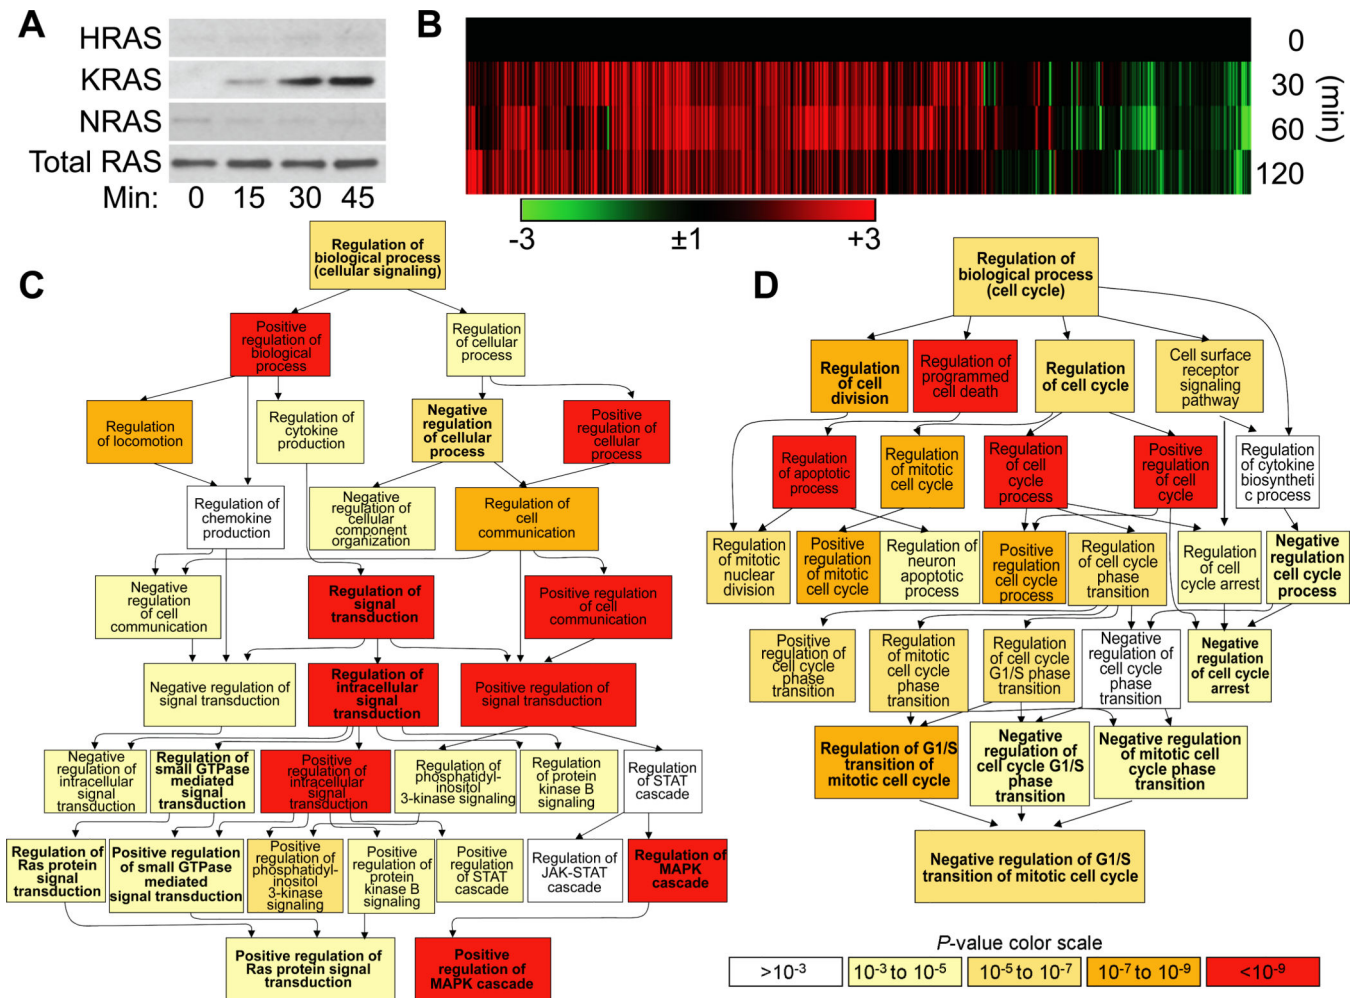 A
HRAS
KRAS
NRAS
Total RAS
Min: 0 15 30 45
B
0
30
60
120
(min)
-3 ±1 +3
C
Regulation of
biological process
(cellular signaling)
Positive
regulation of
biological
process
Regulation
of cellular
process
Regulation
of locomotion
Regulation of
cytokine
production
Negative
regulation
of cellular
process
Positive
regulation of
cellular
process
Regulation of
chemokine
production
Negative
regulation of
cellular
component
organization
Regulation of
cell
communication
Negative
regulation
of cell
communication
Regulation of
signal
transduction
Positive regulation
of cell
communication
Negative regulation of
signal transduction
Regulation of
intracellular
signal
transduction
Positive regulation of
signal transduction
Negative
regulation of
intracellular
signal
transduction
Regulation of
small GTPase
mediated
signal
transduction
Positive
regulation of
intracellular
signal
transduction
Regulation of
phosphatidyl-
inositol
3-kinase signaling
Regulation
of protein
kinase B
signaling
Regulation
of STAT
cascade
Regulation of
Ras protein
signal
transduction
Positive regulation
of small GTPase
mediated
signal transduction
Positive
regulation of
phosphatidyl-
inositol
3-kinase
signaling
Positive
regulation of
protein
kinase B
signaling
Positive
regulation
of STAT
cascade
Regulation of
JAK-STAT
cascade
Regulation of
MAPK
cascade
Positive regulation of
Ras protein signal
transduction
Positive
regulation of
MAPK cascade
D
Regulation of
biological process
(cell cycle)
Regulation
of cell
division
Regulation of
programmed
cell death
Regulation
of cell cycle
Cell surface
receptor
signaling
pathway
Regulation
of apoptotic
process
Regulation
of mitotic
cell cycle
Regulation
of cell
cycle
process
Positive
regulation
of cell
cycle
Regulation
of cytokine
biosyntheti
c process
Regulation
of mitotic
nuclear
division
Positive
regulation
of mitotic
cell cycle
Regulation of
neuron
apoptotic
process
Positive
regulation
cell cycle
process
Regulation
of cell cycle
phase
transition
Regulation
of cell
cycle arrest
Negative
regulation
cell cycle
process
Positive
regulation of
cell cycle
phase
transition
Regulation
of mitotic
cell cycle
phase
transition
Regulation
of cell cycle
G1/S phase
transition
Negative
regulation of
cell cycle
phase
transition
Negative
regulation
of cell cycle
arrest
Regulation of G1/S
transition of
mitotic cell cycle
Negative
regulation of
cell cycle G1/S
phase
transition
Negative regulation
of mitotic cell
cycle phase
transition
Negative regulation of G1/S
transition of mitotic cell cycle
P-value color scale
>10⁻³ 10⁻³ to 10⁻⁵ 10⁻⁵ to 10⁻⁷ 10⁻⁷ to 10⁻⁹ <10⁻⁹